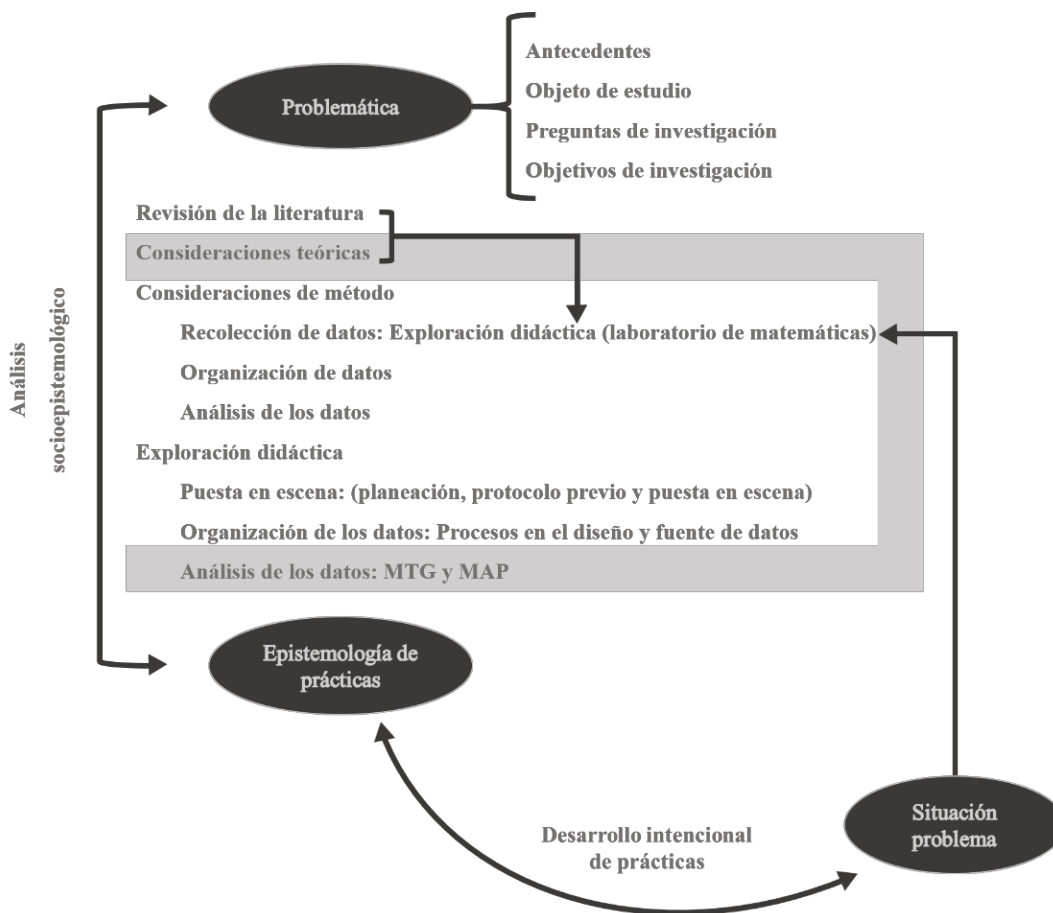 Problemática
Antecedentes
Objeto de estudio
Preguntas de investigación
Objetivos de investigación
Análisis
socioepistemológico
Revisión de la literatura
Consideraciones teóricas
Consideraciones de método
Recolección de datos: Exploración didáctica (laboratorio de matemáticas)
Organización de datos
Análisis de los datos
Exploración didáctica
Puesta en escena: (planeación, protocolo previo y puesta en escena)
Organización de los datos: Procesos en el diseño y fuente de datos
Análisis de los datos: MTG y MAP
Epistemología de
prácticas
Desarrollo intencional
de prácticas
Situación
problema